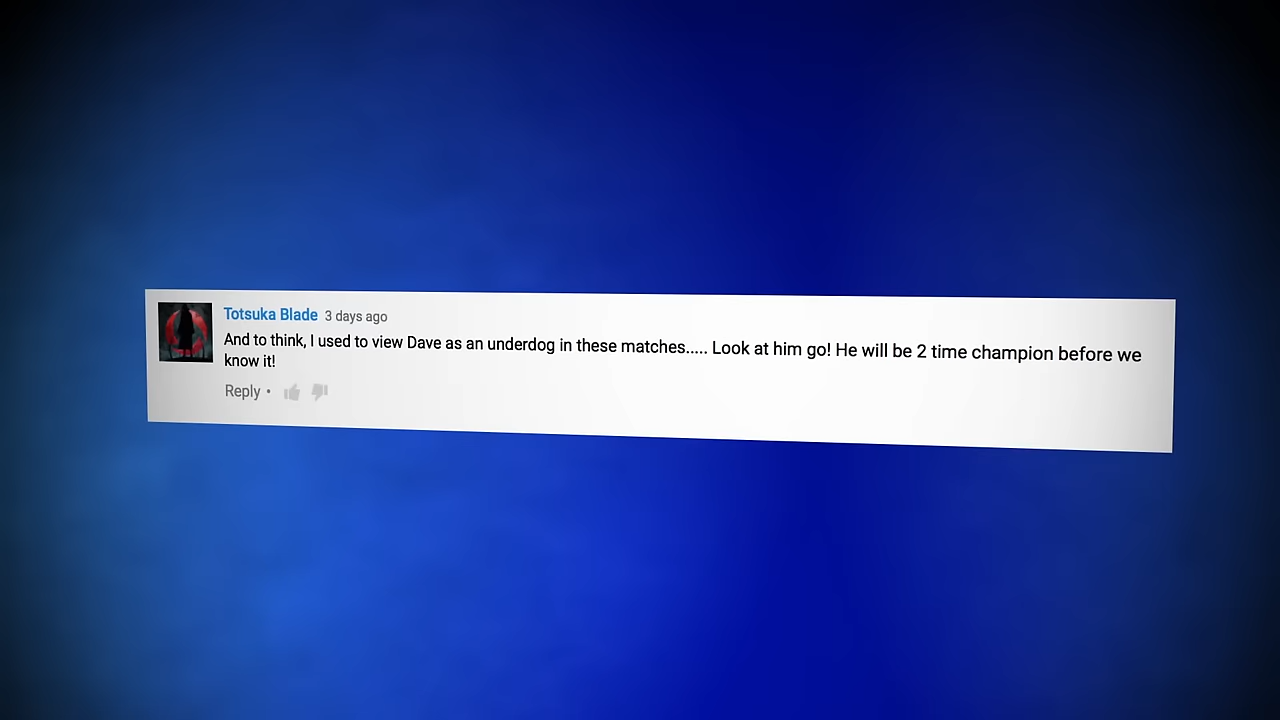 Totsuka Blade 3 days ago
And to think, I used to view Dave as an underdog in these matches..... Look at him go! He will be 2 time champion before we
know it!
Reply •